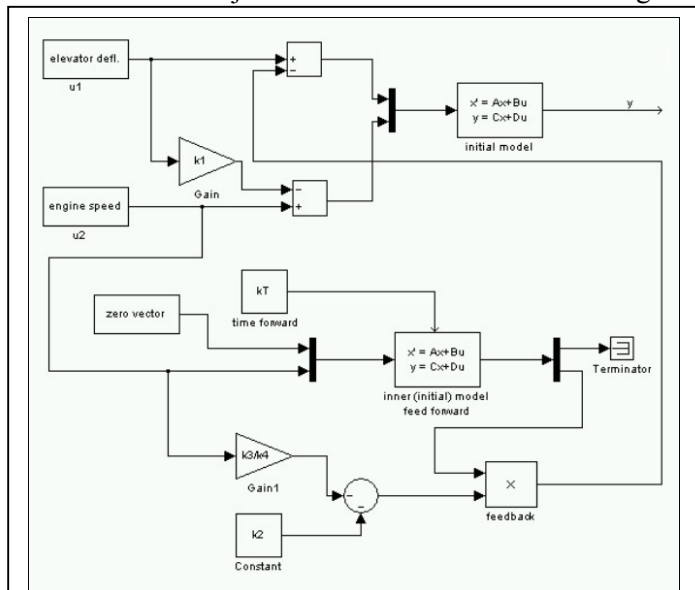 elevator defl.
u1
+
−
x' = Ax+Bu
y = Cx+Du
initial model
y
k1
Gain
−
+
engine speed
u2
kT
time forward
zero vector
x' = Ax+Bu
y = Cx+Du
inner (initial) model
feed forward
Terminator
k3/k4
Gain1
−
−
×
feedback
k2
Constant